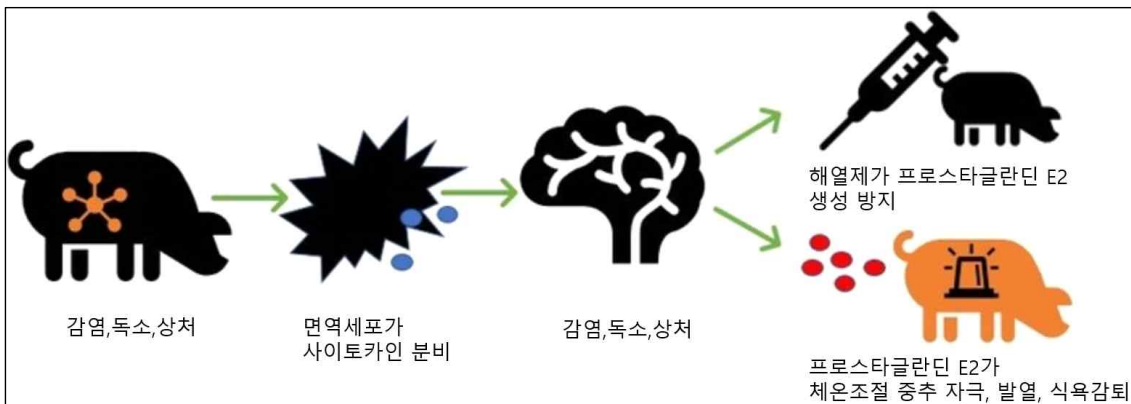 감염,독소,상처
면역세포가
사이토카인 분비
감염,독소,상처
해열제가 프로스타글란딘 E2
생성 방지
프로스타글란딘 E2가
체온조절 중추 자극, 발열, 식욕감퇴